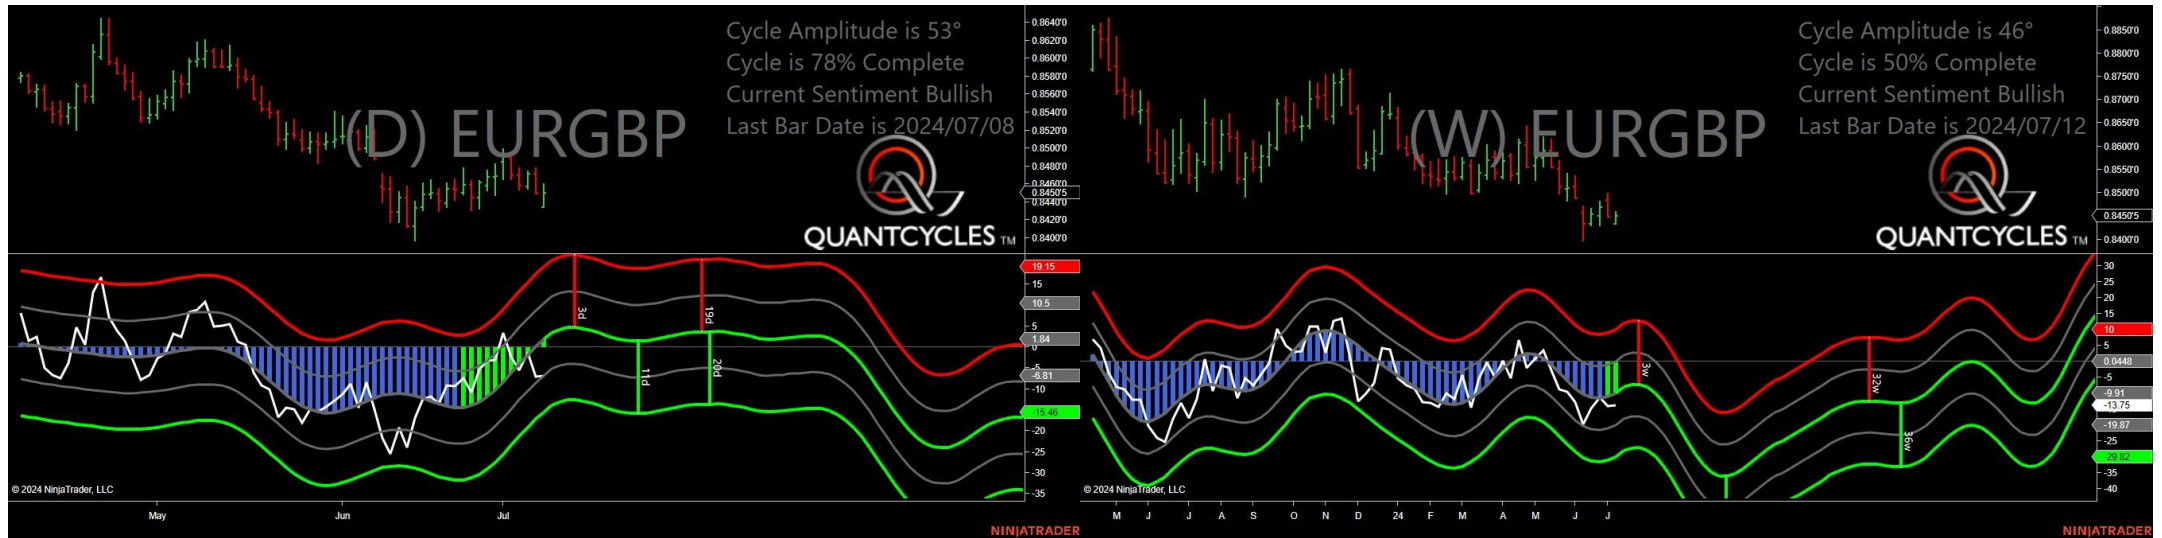 Cycle Amplitude is 53°
Cycle is 78% Complete
Current Sentiment Bullish
Last Bar Date is 2024/07/08
(D) EURGBP
QUANTCYCLES TM
0.8640'0
0.8620'0
0.8600'0
0.8580'0
0.8560'0
0.8540'0
0.8520'0
0.8500'0
0.8480'0
0.8460'0
0.8450'5
0.8440'0
0.8420'0
0.8400'0
19.15
15
10.5
5
1.84
0
-5
-6.81
-10
-15.46
-20
-25
-30
-35
3d
19d
11d
20d
© 2024 NinjaTrader, LLC
May
Jun
Jul
NINJATRADER
Cycle Amplitude is 46°
Cycle is 50% Complete
Current Sentiment Bullish
Last Bar Date is 2024/07/12
(W) EURGBP
QUANTCYCLES TM
0.8850'0
0.8800'0
0.8750'0
0.8700'0
0.8650'0
0.8600'0
0.8550'0
0.8500'0
0.8450'5
0.8400'0
30
25
20
15
10
5
0.0448
-5
-9.91
-13.75
-19.87
-25
-29.82
-35
-40
3w
32w
36w
© 2024 NinjaTrader, LLC
M J J A S O N D 24 F M A M J J
NINJATRADER